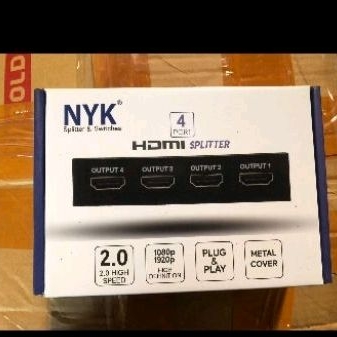 OLD
NYK®
Splitter & Switches
4
PORT
HDMI SPLITTER
OUTPUT 4 OUTPUT 3 OUTPUT 2 OUTPUT 1
2.0
2.0 HIGH
SPEED
1080p
1920p
HIGH
DEFINITION
PLUG
&
PLAY
METAL
COVER